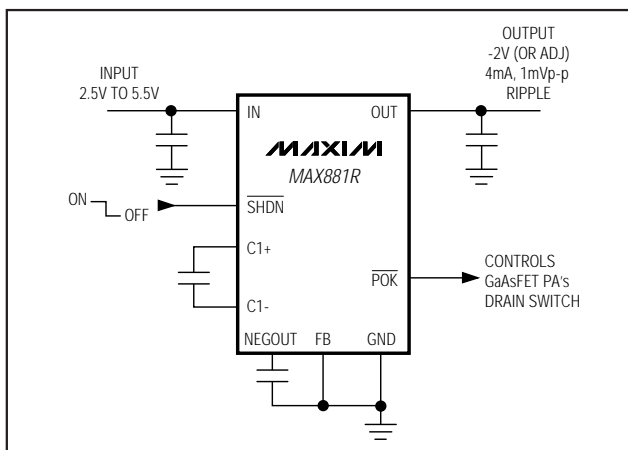 INPUT
2.5V TO 5.5V
OUTPUT
-2V (OR ADJ)
4mA, 1mVp-p
RIPPLE
IN
OUT
MAXIM
MAX881R
ON
OFF
SHDN
C1+
C1-
POK
CONTROLS
GaAsFET PA's
DRAIN SWITCH
NEGOUT
FB
GND